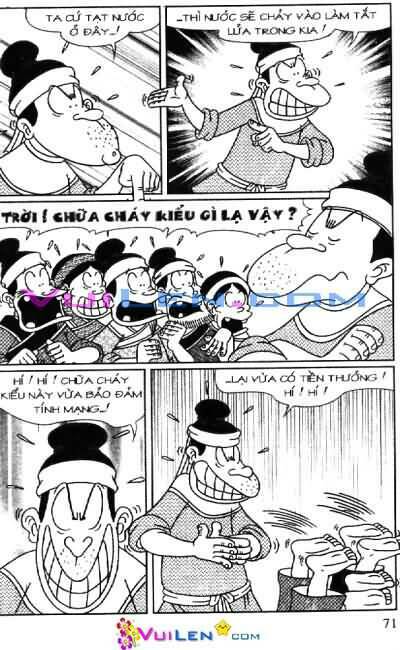 TA CỨ TẠT NƯỚC
Ở ĐÂY...!
...THÌ NƯỚC SẼ CHẢY VÀO LÀM TẮT
LỬA TRONG KIA!
TRỜI! CHỮA CHÁY KIỂU GÌ LẠ VẬY?
VUILEN.COM
HÍ! HÍ! CHỮA CHÁY
KIỂU NÀY VỪA BẢO ĐẢM
TÍNH MẠNG...!
...LẠI VỪA CÓ TIỀN THƯỞNG!
HÍ! HÍ!
71
VUILEN.COM